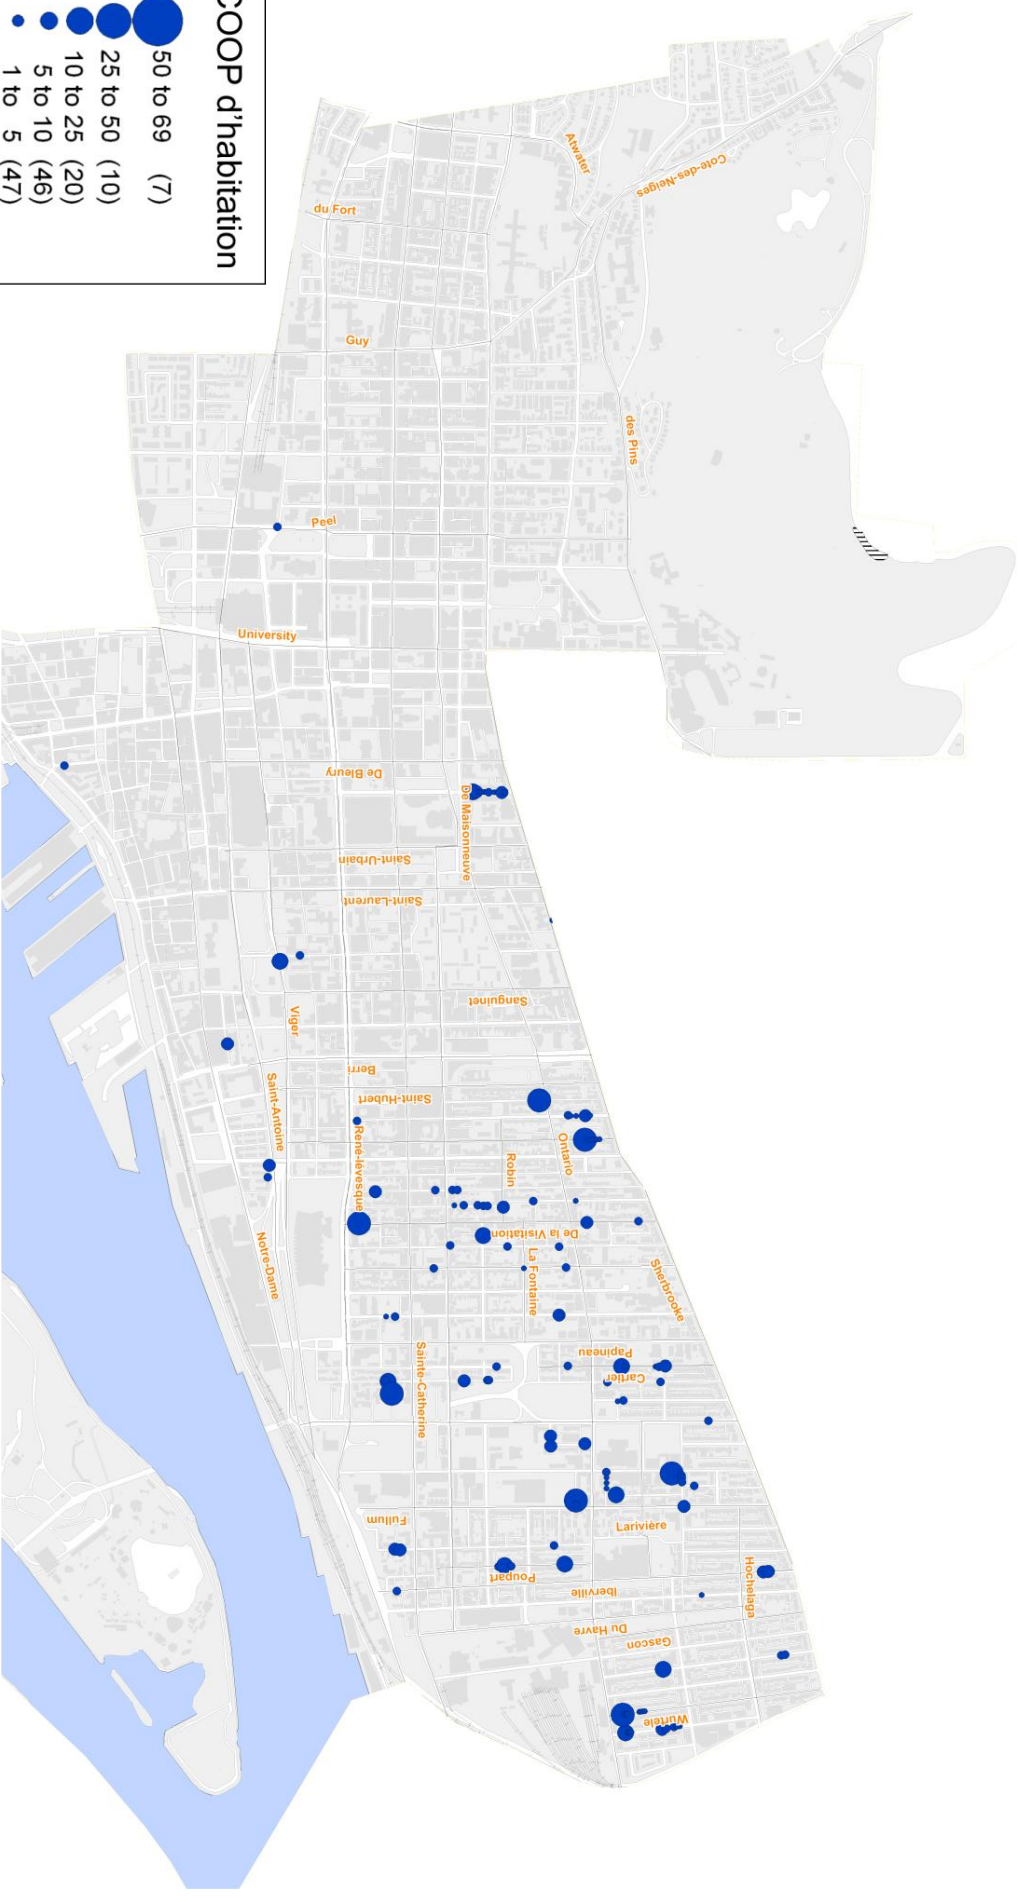 COOP d'habitation
50 to 69 (7)
25 to 50 (10)
10 to 25 (20)
5 to 10 (46)
1 to 5 (47)
Atwater
Cote-des-Neiges
du Fort
Guy
des Pins
Peel
University
De Bleury
De Maisonneuve
Saint-Urbain
Saint-Laurent
Sanguinet
Viger
Berri
Saint-Hubert
Saint-Antoine
René-lévesque
Ontario
Robin
De la Visitation
La Fontaine
Notre-Dame
Sherbrooke
Sainte-Catherine
Papineau
Cartier
Fullum
Larivière
Poupart
Iberville
Hochelaga
Du Havre
Gascon
Wurtele